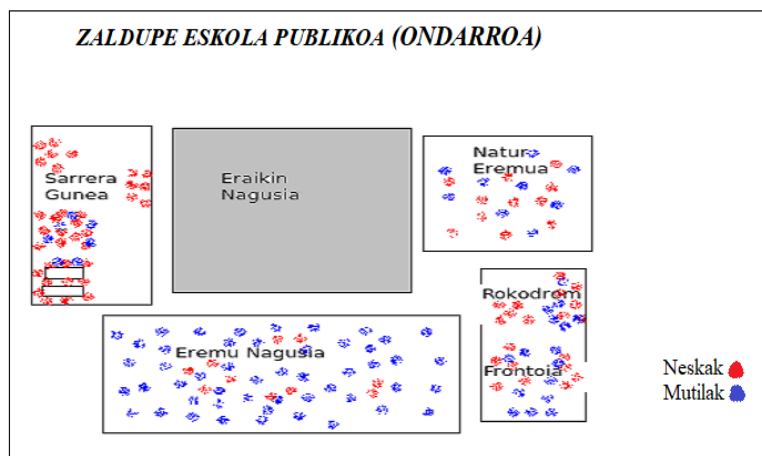 ZALDUPE ESKOLA PUBLIKOA (ONDARROA)
Sarrera
Gunea
Eraikin
Nagusia
Natur
Eremua
Rokodrom
Eremu Nagusia
Frontoia
Neskak
Mutilak